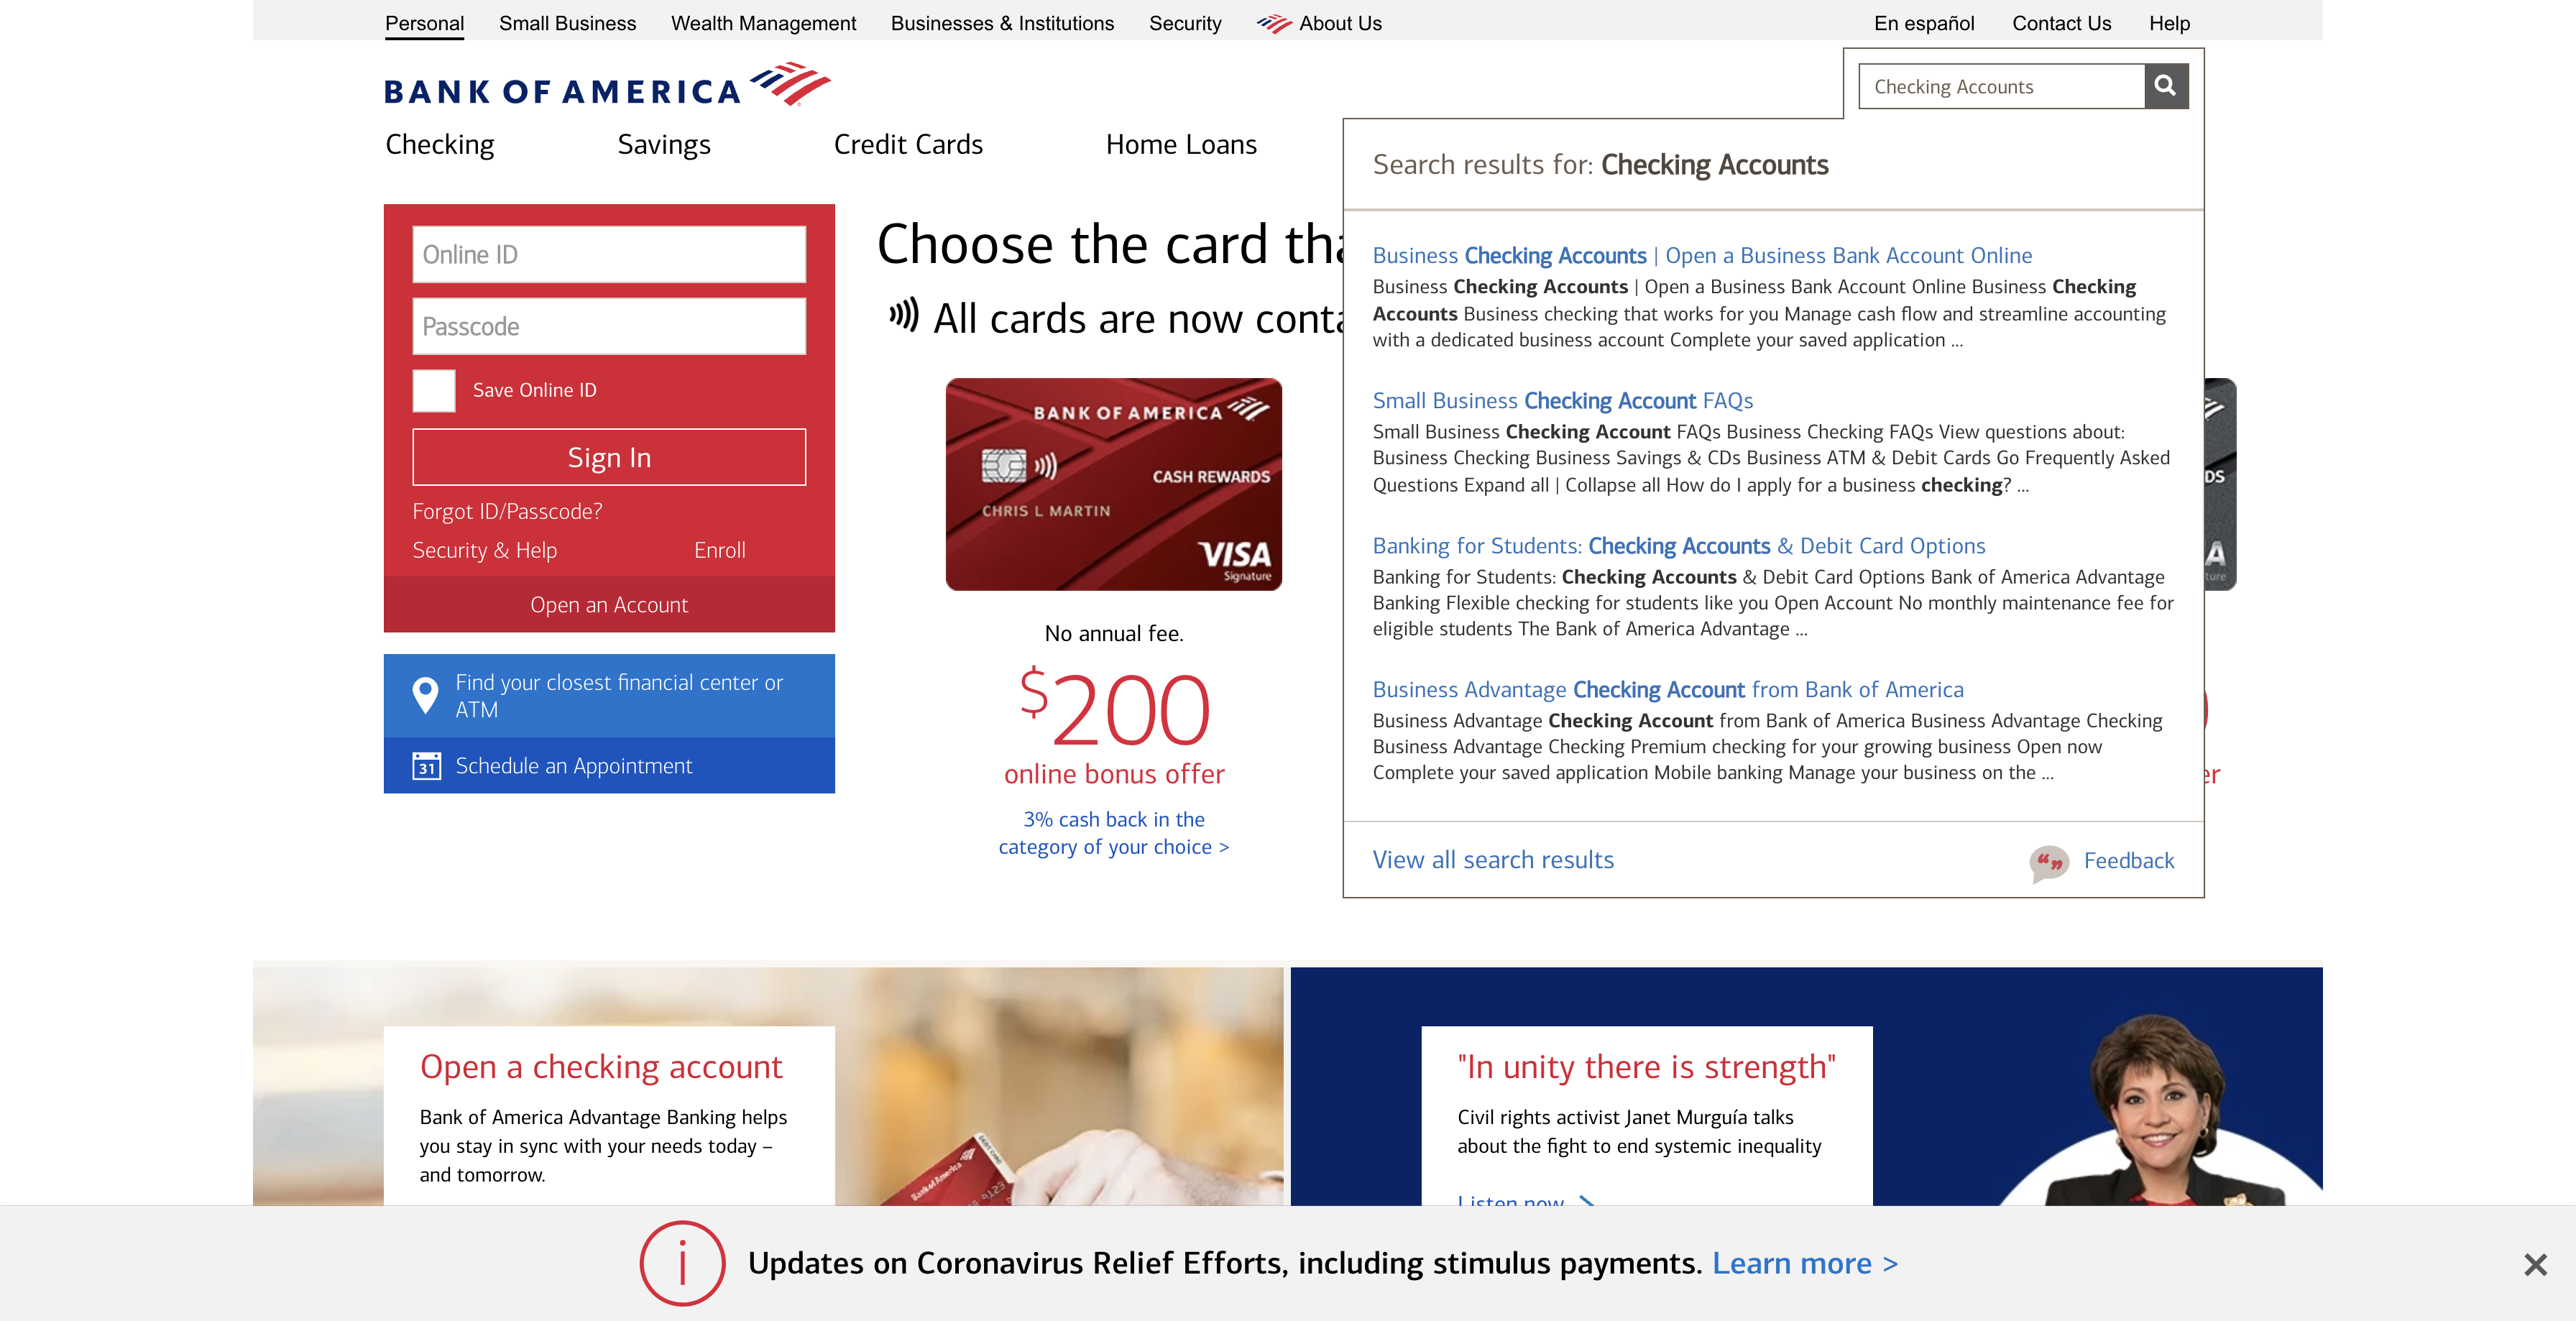 Personal Small Business Wealth Management Businesses & Institutions Security About Us En español Contact Us Help
BANK OF AMERICA
Checking Accounts
Checking Savings Credit Cards Home Loans
Search results for: Checking Accounts
Business Checking Accounts | Open a Business Bank Account Online
Business Checking Accounts | Open a Business Bank Account Online Business Checking
Accounts Business checking that works for you Manage cash flow and streamline accounting
with a dedicated business account Complete your saved application ...
Small Business Checking Account FAQs
Small Business Checking Account FAQs Business Checking FAQs View questions about:
Business Checking Business Savings & CDs Business ATM & Debit Cards Go Frequently Asked
Questions Expand all | Collapse all How do I apply for a business checking? ...
Banking for Students: Checking Accounts & Debit Card Options
Banking for Students: Checking Accounts & Debit Card Options Bank of America Advantage
Banking Flexible checking for students like you Open Account No monthly maintenance fee for
eligible students The Bank of America Advantage ...
Business Advantage Checking Account from Bank of America
Business Advantage Checking Account from Bank of America Business Advantage Checking
Business Advantage Checking Premium checking for your growing business Open now
Complete your saved application Mobile banking Manage your business on the ...
View all search results
Feedback
Online ID
Passcode
Save Online ID
Sign In
Forgot ID/Passcode?
Security & Help Enroll
Open an Account
Find your closest financial center or
ATM
31 Schedule an Appointment
Choose the card
All cards are now
BANK OF AMERICA
CASH REWARDS
CHRIS L MARTIN
VISA
Signature
No annual fee.
$200
online bonus offer
3% cash back in the
category of your choice >
Open a checking account
Bank of America Advantage Banking helps
you stay in sync with your needs today –
and tomorrow.
Bank of America
DEBIT CARD
"In unity there is strength"
Civil rights activist Janet Murguía talks
about the fight to end systemic inequality
Listen now
Updates on Coronavirus Relief Efforts, including stimulus payments. Learn more >